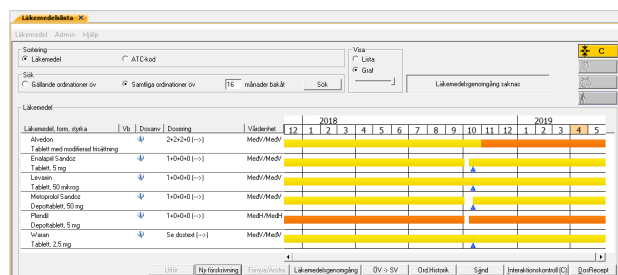 Läkemedelslista
Läkemedel Admin Hjälp
Sortering
Läkemedel ATC-kod
Visa
Lista
Graf
C
Sök
Gällande ordinationer öv Samtliga ordinationer öv 16 månader bakåt Sök
Läkemedelsgenomgång saknas
Läkemedel
2018 2019
Läkemedel, form, styrka Vb Dosanv Dosering Vårdenhet 12 1 2 3 4 5 6 7 8 9 10 11 12 1 2 3 4 5
Alvedon 2+2+2+0 (-->) MedV/MedV
Tablett med modifierad frisättning
Enalapril Sandoz 1+0+0+0 (-->) MedV/MedV
Tablett, 5 mg
Levaxin 1+0+0+0 (-->) MedV/MedV
Tablett, 50 mikrog
Metoprolol Sandoz 1+0+0+0 (-->) MedV/MedV
Depottablett, 50 mg
Plendil 1+0+0+0 (-->) MedH/MedH
Depottablett, 5 mg
Waran Se dostext (-->) MedV/MedV
Tablett, 2,5 mg
Utför Ny förskrivning Förnya/Ändra Läkemedelsgenomgång ÖV -> SV Ord.Historik Sänd Interaktionskontroll (C) DosRecept